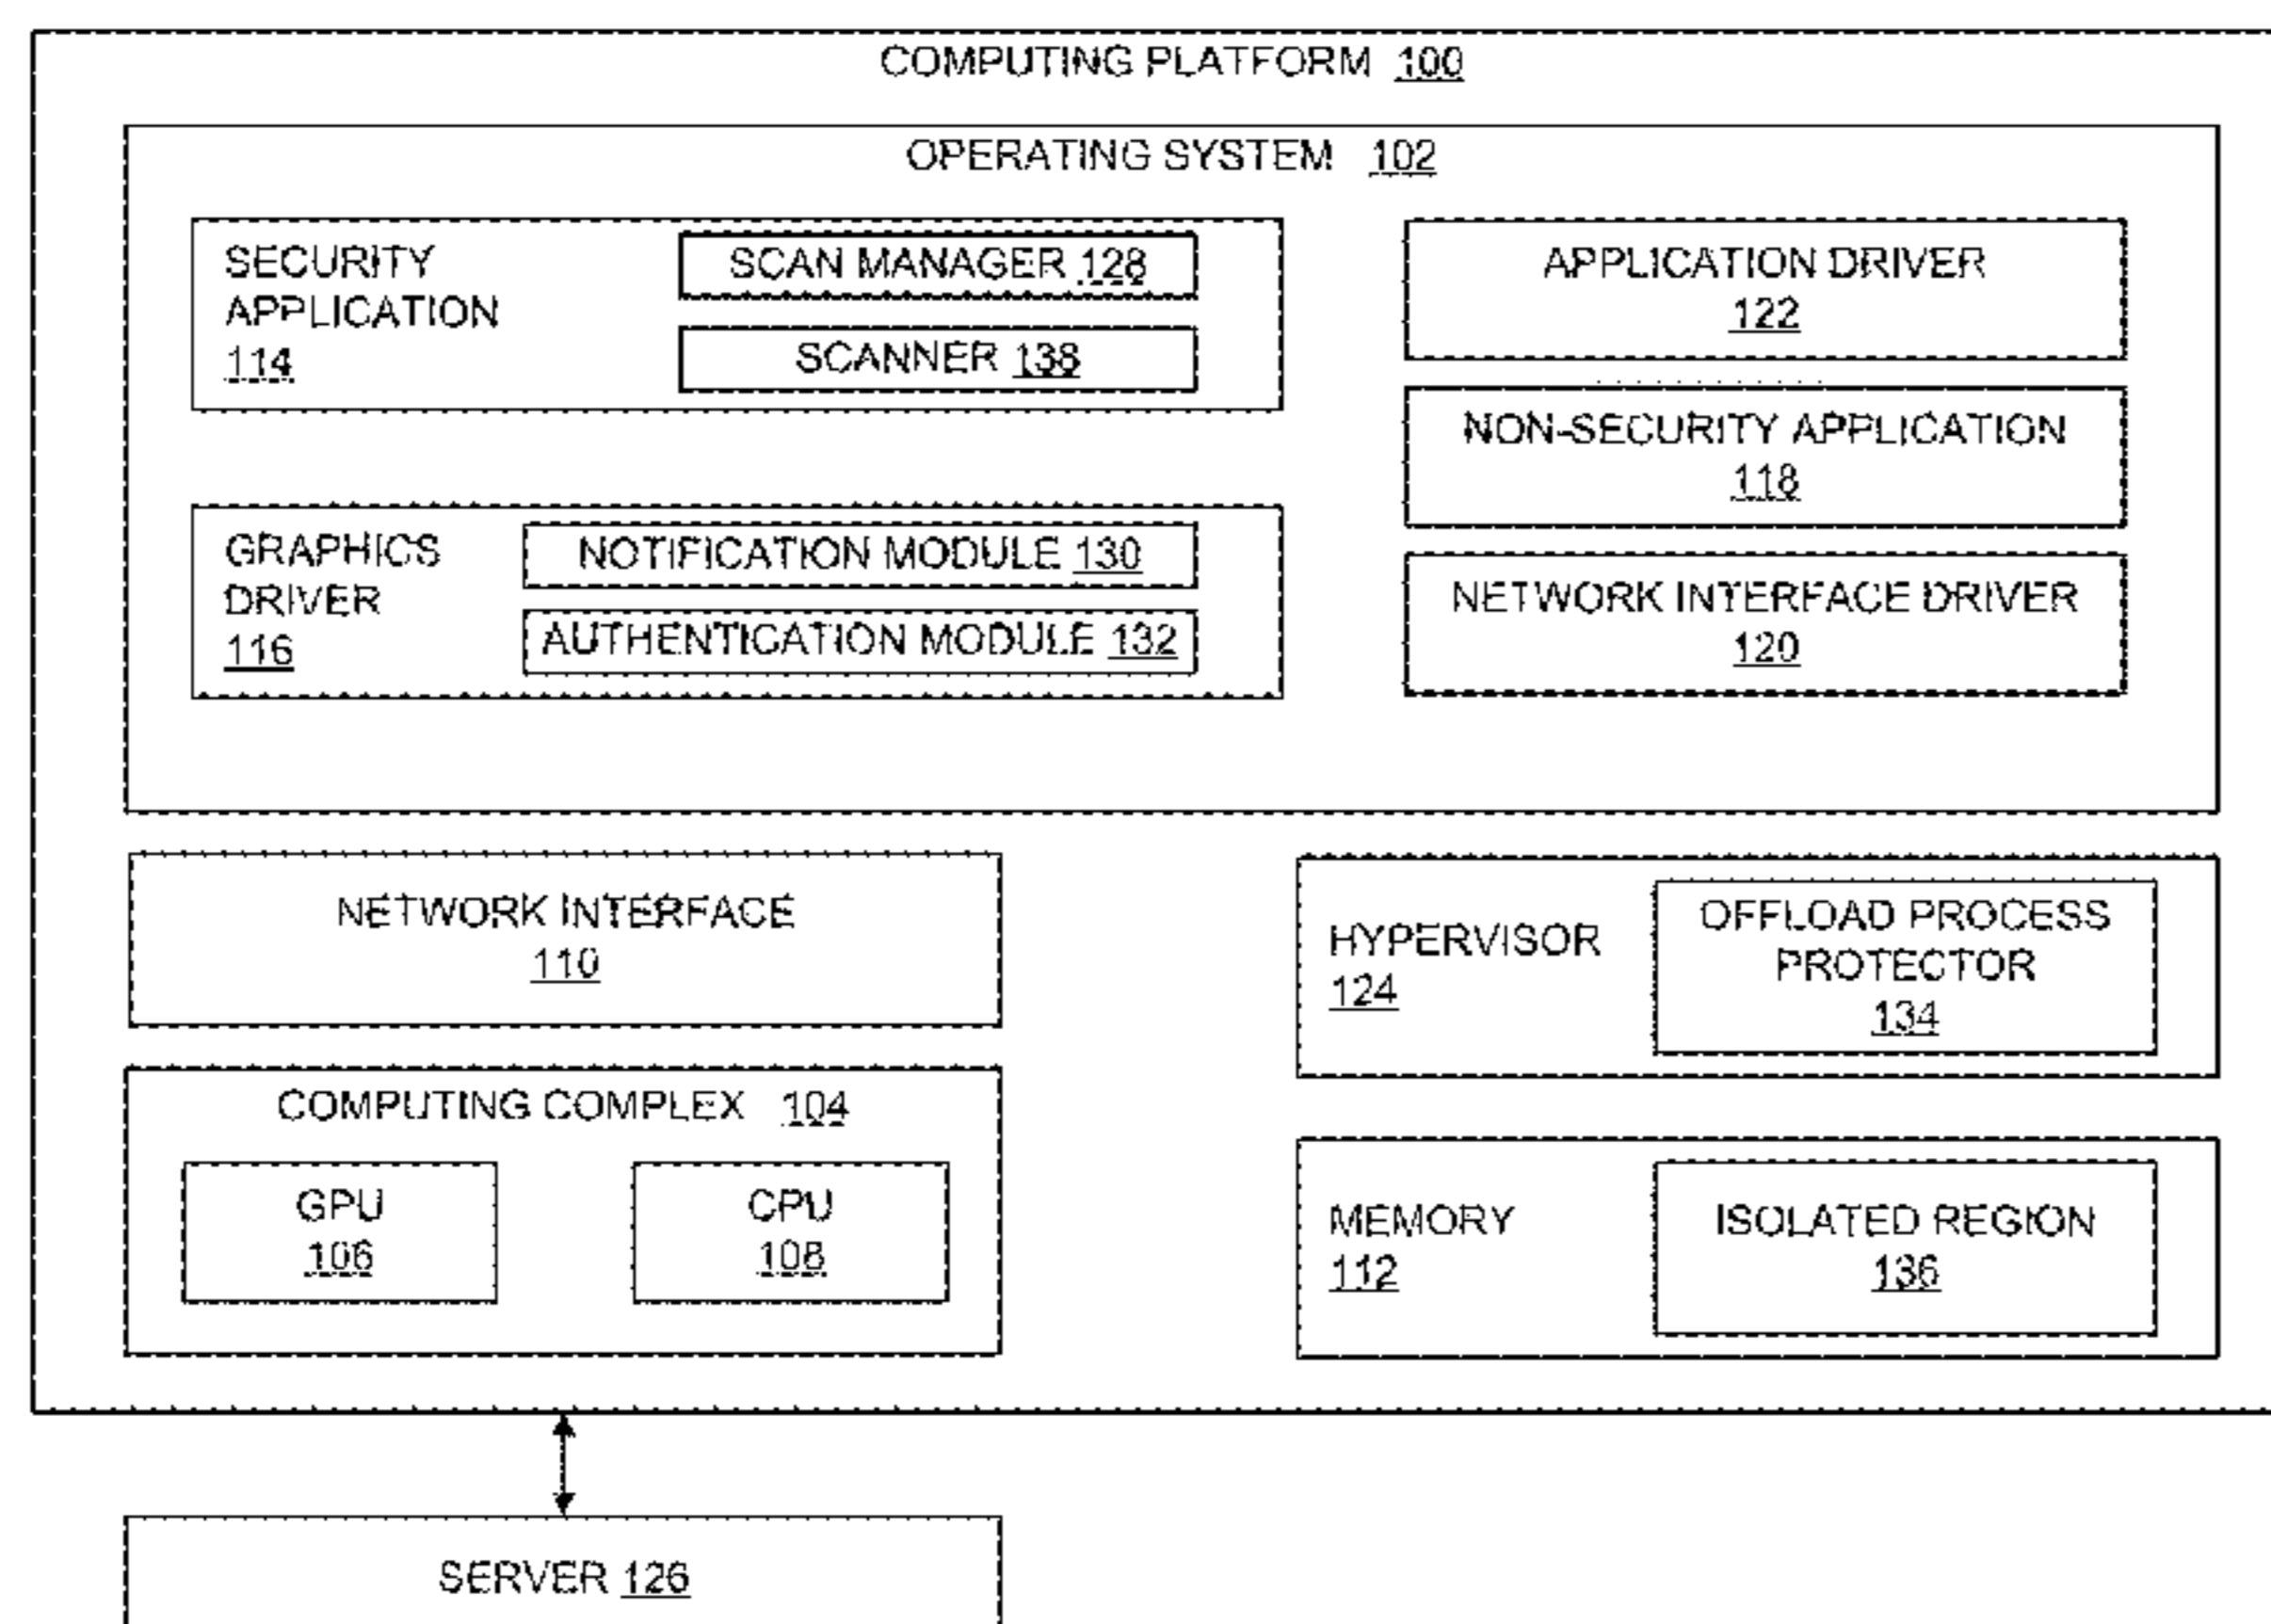 COMPUTING PLATFORM 100
OPERATING SYSTEM 102
SECURITY
APPLICATION
114
SCAN MANAGER 128
SCANNER 138
APPLICATION DRIVER
122
NON-SECURITY APPLICATION
118
GRAPHICS
DRIVER
116
NOTIFICATION MODULE 130
AUTHENTICATION MODULE 132
NETWORK INTERFACE DRIVER
120
NETWORK INTERFACE
110
HYPERVISOR
124
OFFLOAD PROCESS
PROTECTOR
134
COMPUTING COMPLEX 104
GPU
106
CPU
108
MEMORY
112
ISOLATED REGION
136
SERVER 126